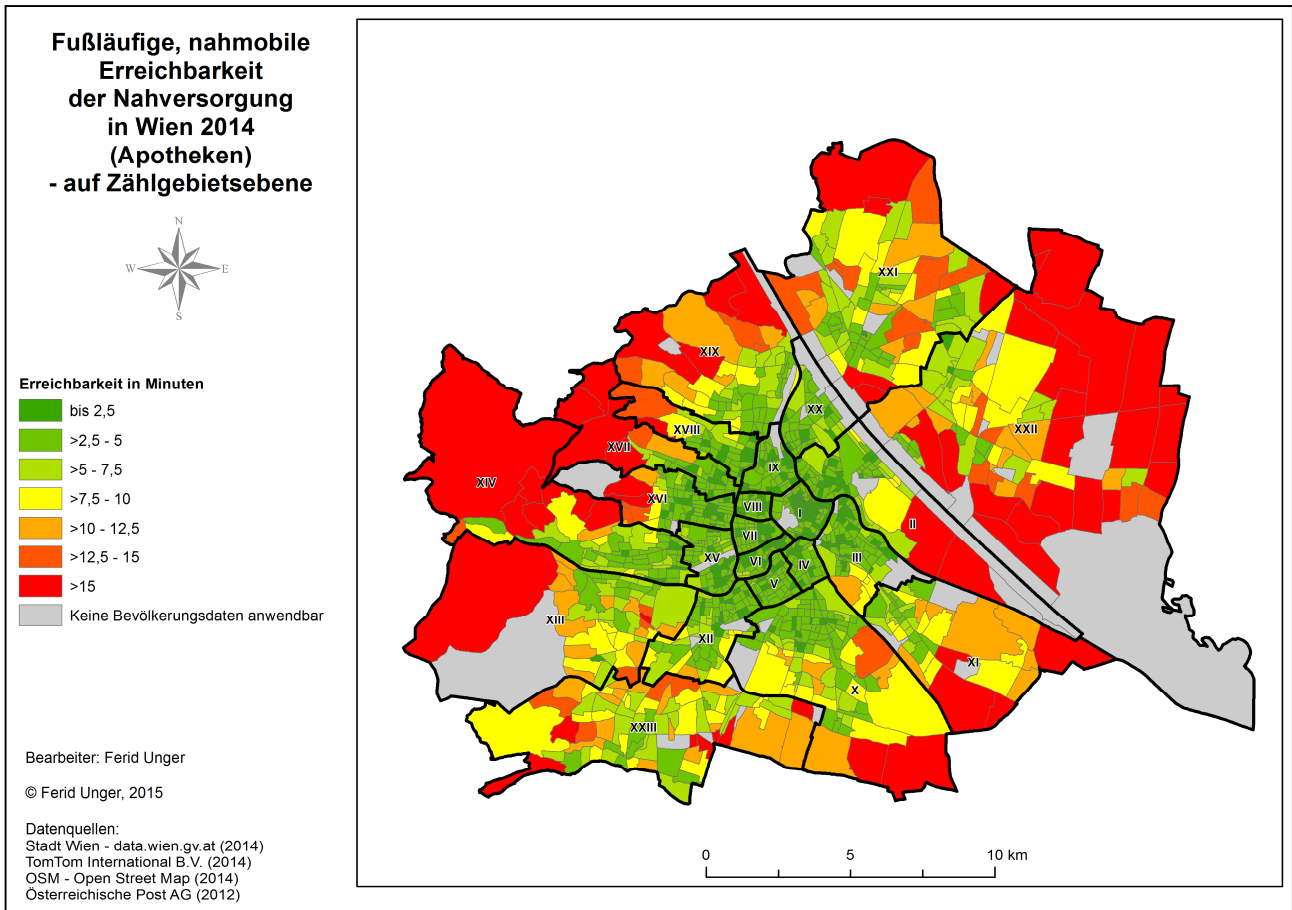 Fußläufige, nahmobile
Erreichbarkeit
der Nahversorgung
in Wien 2014
(Apotheken)
- auf Zählgebietsebene
N
W
E
S
Erreichbarkeit in Minuten
bis 2,5
>2,5 - 5
>5 - 7,5
>7,5 - 10
>10 - 12,5
>12,5 - 15
>15
Keine Bevölkerungsdaten anwendbar
Bearbeiter: Ferid Unger
© Ferid Unger, 2015
Datenquellen:
Stadt Wien - data.wien.gv.at (2014)
TomTom International B.V. (2014)
OSM - Open Street Map (2014)
Österreichische Post AG (2012)
XXI
XIX
XX
XVIII
XXII
XVII
IX
XIV
XVI
VIII
I
II
VII
XV
VI
IV
III
V
XIII
XII
XI
X
XXIII
0
5
10 km